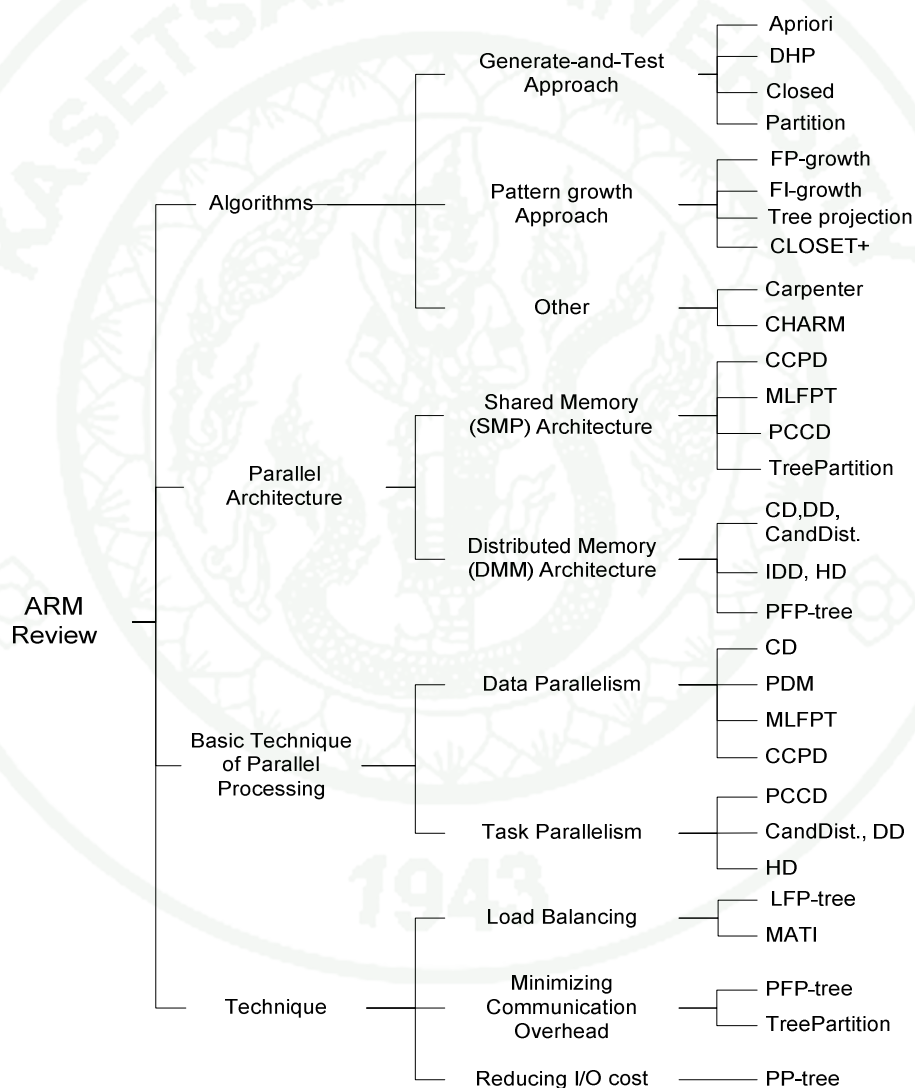 KASETSART UNIVERSITY
1943
ARM
Review
Algorithms
Generate-and-Test
Approach
Apriori
DHP
Closed
Partition
Pattern growth
Approach
FP-growth
FI-growth
Tree projection
CLOSET+
Other
Carpenter
CHARM
Parallel
Architecture
Shared Memory
(SMP) Architecture
CCPD
MLFPT
PCCD
TreePartition
Distributed Memory
(DMM) Architecture
CD,DD,
CandDist.
IDD, HD
PFP-tree
Basic Technique
of Parallel
Processing
Data Parallelism
CD
PDM
MLFPT
CCPD
Task Parallelism
PCCD
CandDist., DD
HD
Technique
Load Balancing
LFP-tree
MATI
Minimizing
Communication
Overhead
PFP-tree
TreePartition
Reducing I/O cost
PP-tree